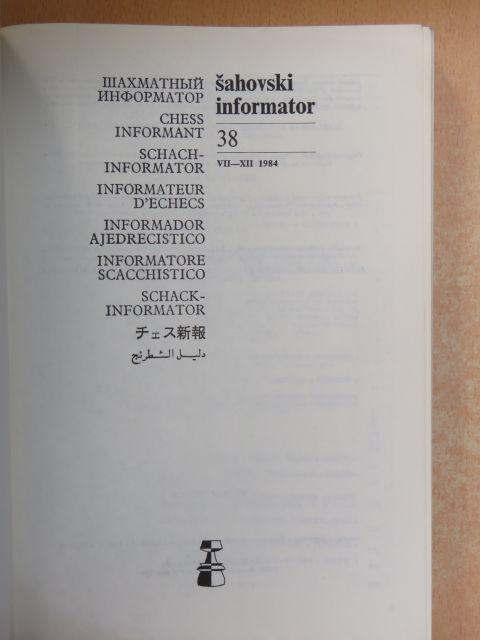 ШАХМАТНЫЙ
ИНФОРМАТОР
CHESS
INFORMANT
SCHACH-
INFORMATOR
INFORMATEUR
D'ECHECS
INFORMADOR
AJEDRECISTICO
INFORMATORE
SCACCHISTICO
SCHACK-
INFORMATOR
チェス新報
دليل الشطرنج
šahovski
informator
38
VII—XII 1984